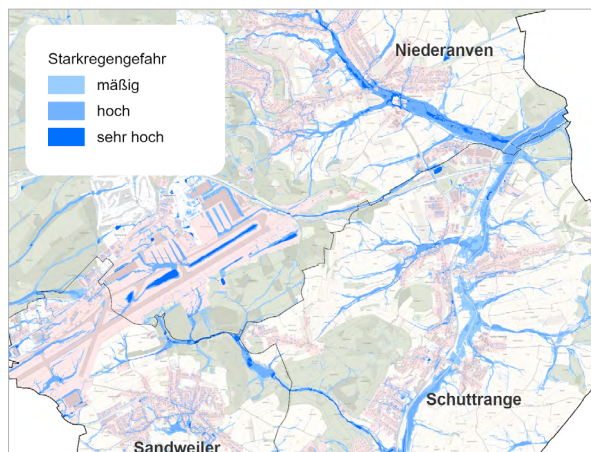 Niederanven
Starkregengefahr
mäßig
hoch
sehr hoch
Schuttrange
Sandweiler